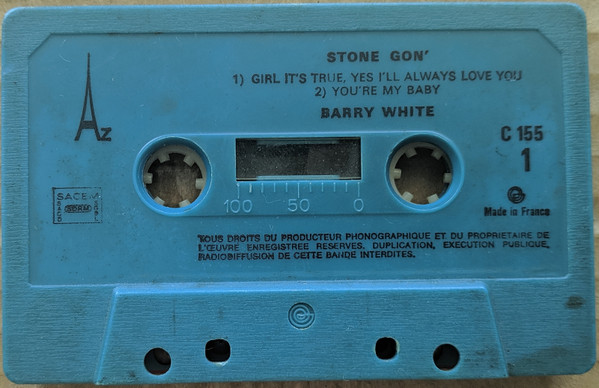 STONE GON'
1) GIRL IT'S TRUE, YES I'LL ALWAYS LOVE YOU
2) YOU'RE MY BABY
BARRY WHITE
AZ
C 155
1
SACEM
SDRM
100 50 0
Made in France
TOUS DROITS DU PRODUCTEUR PHONOGRAPHIQUE ET DU PROPRIETAIRE DE
L'ŒUVRE ENREGISTREE RESERVES. DUPLICATION, EXECUTION PUBLIQUE,
RADIODIFFUSION DE CETTE BANDE INTERDITES.